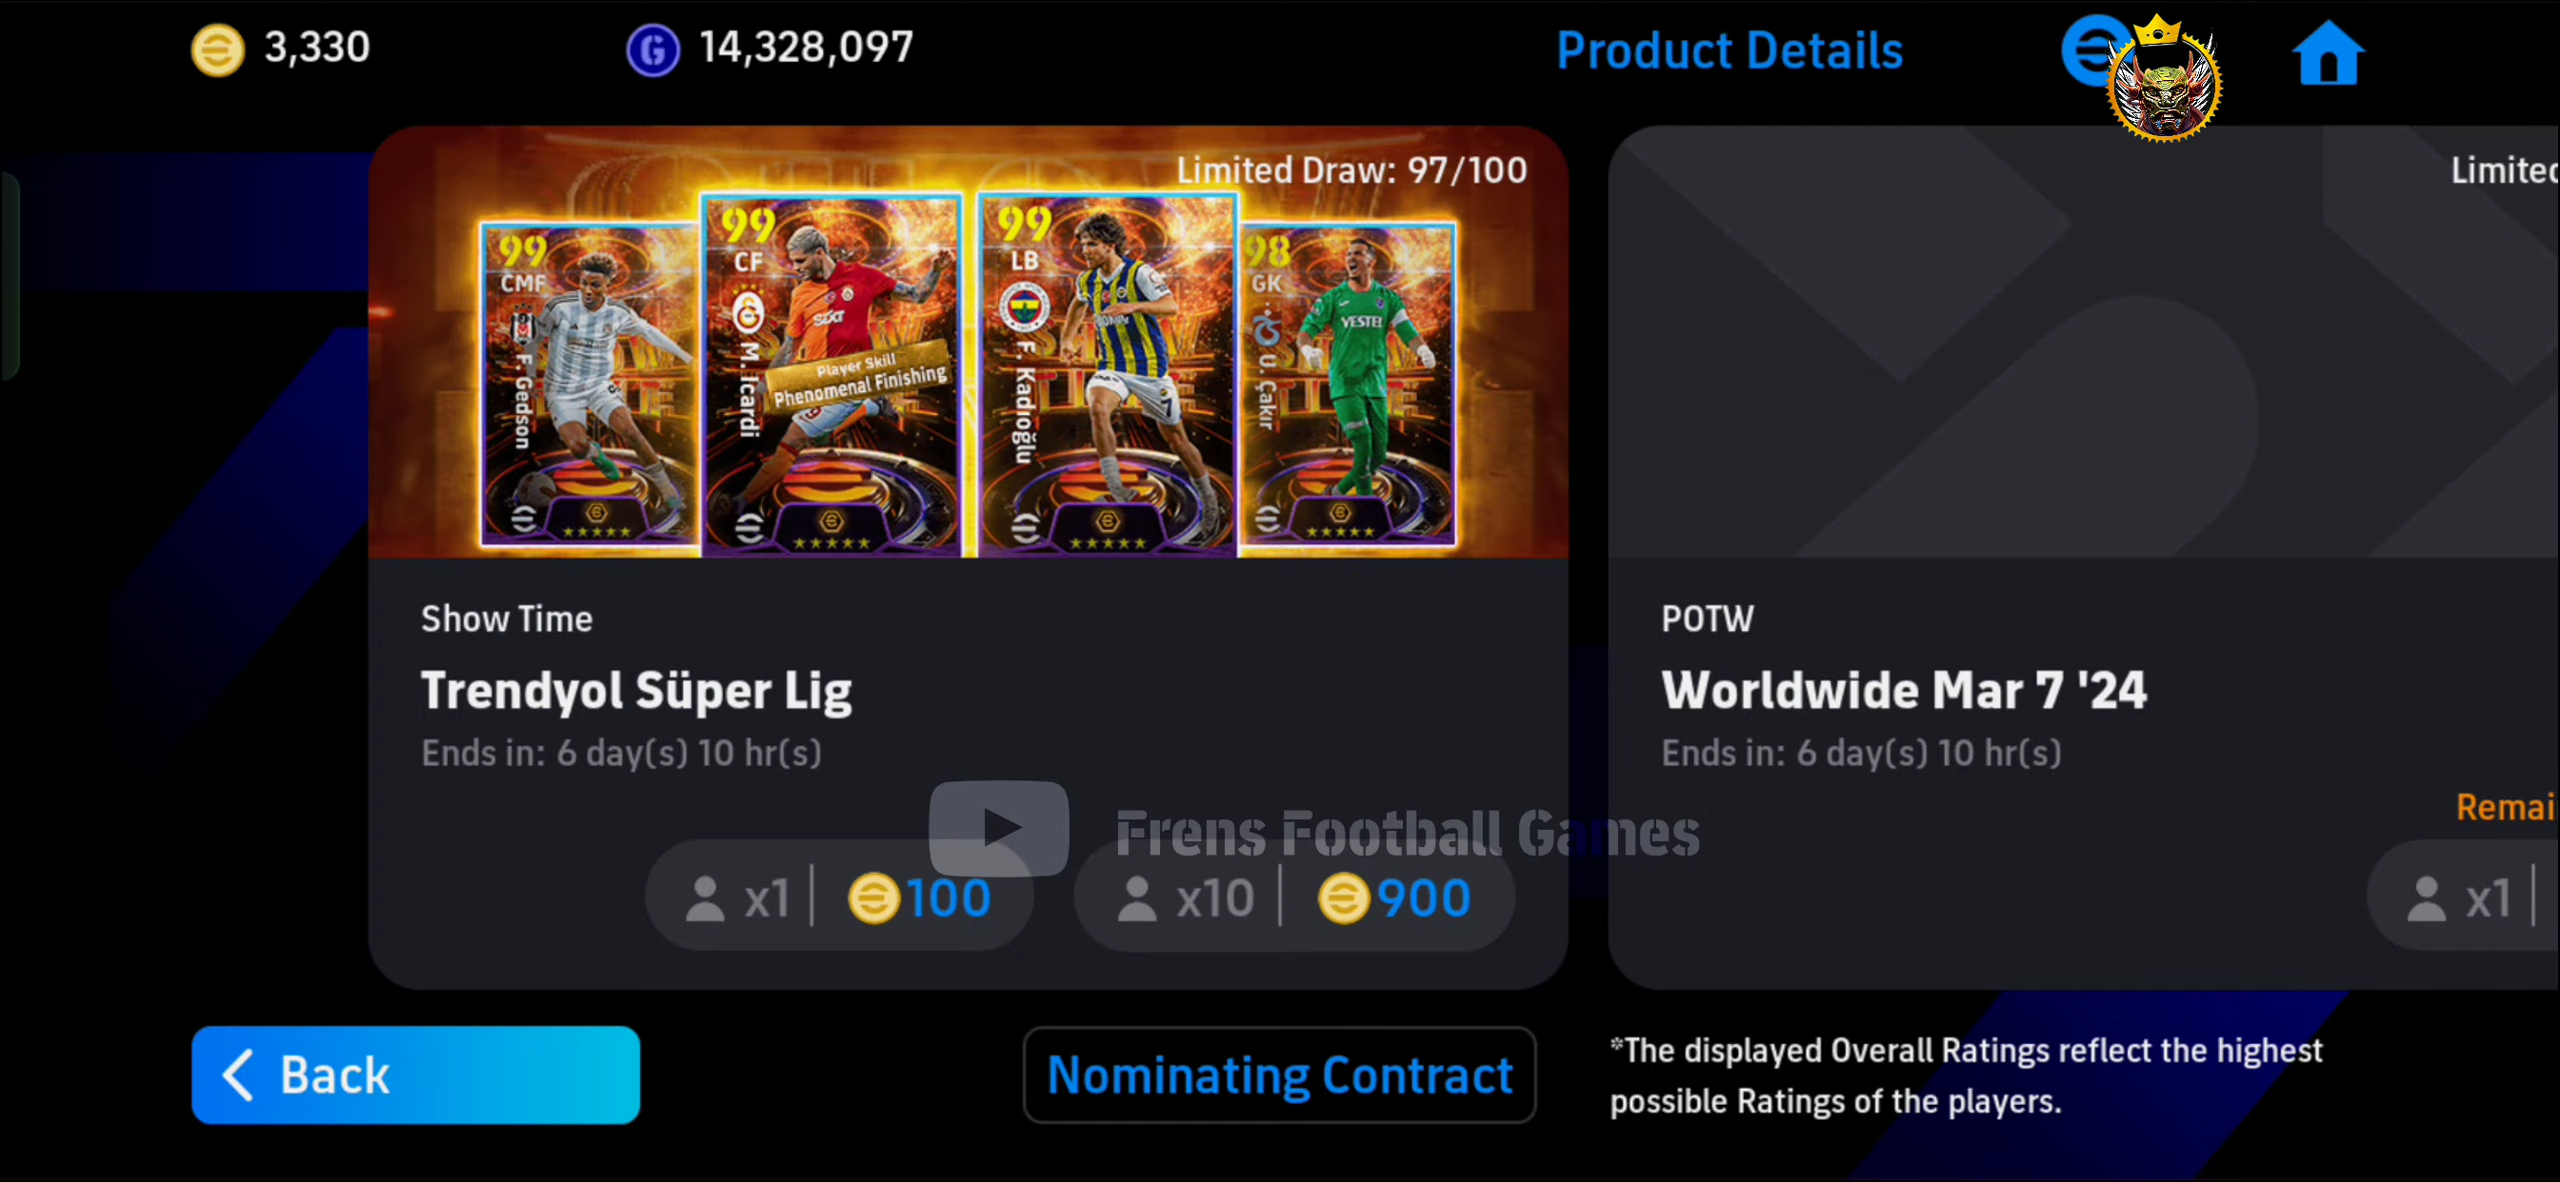 3,330
14,328,097
Product Details
Limited Draw: 97/100
99
CMF
F. Gedson
99
CF
M. Icardi
SIXT
Player Skill
Phenomenal Finishing
99
LB
F. Kadıoğlu
7
98
GK
U. Çakır
VESTEL
Show Time
Trendyol Süper Lig
Ends in: 6 day(s) 10 hr(s)
x1
100
x10
900
Limited
POTW
Worldwide Mar 7 '24
Ends in: 6 day(s) 10 hr(s)
Remai
x1
Frens Football Games
Back
Nominating Contract
*The displayed Overall Ratings reflect the highest
possible Ratings of the players.